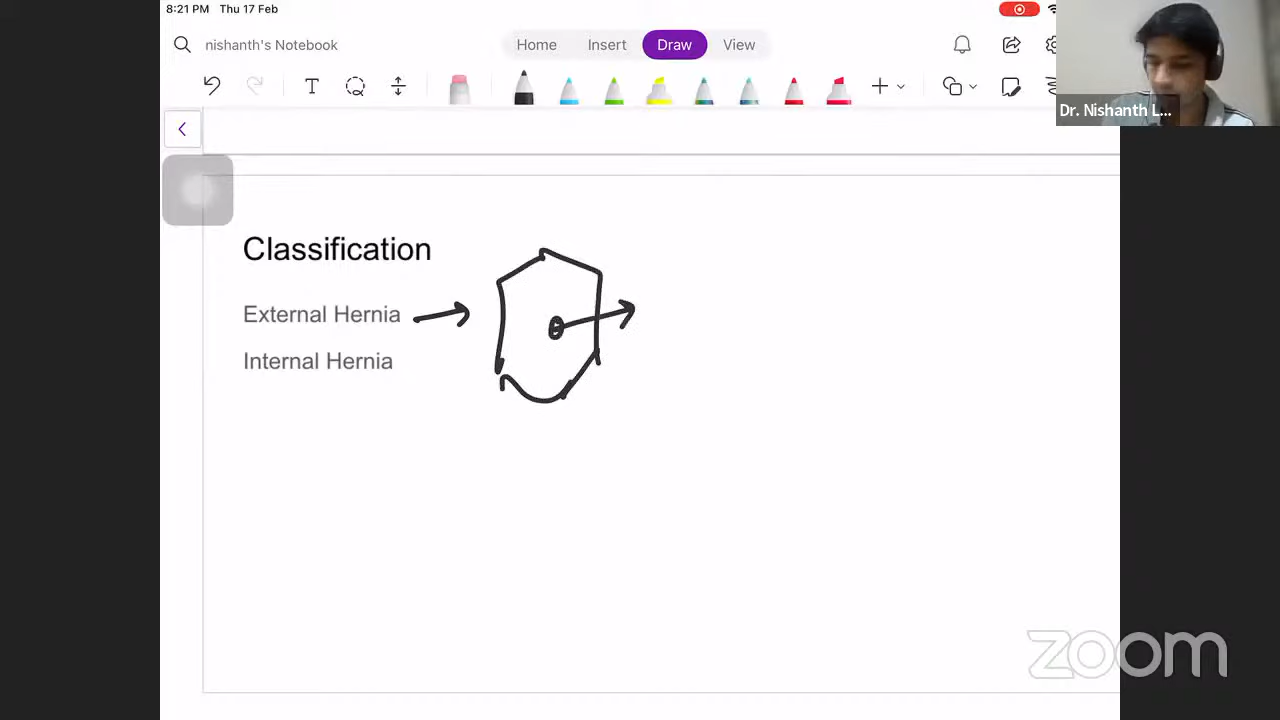 8:21 PM Thu 17 Feb
nishanth's Notebook
Home Insert Draw View
T
Dr. Nishanth L...
Classification
External Hernia
Internal Hernia
zoom